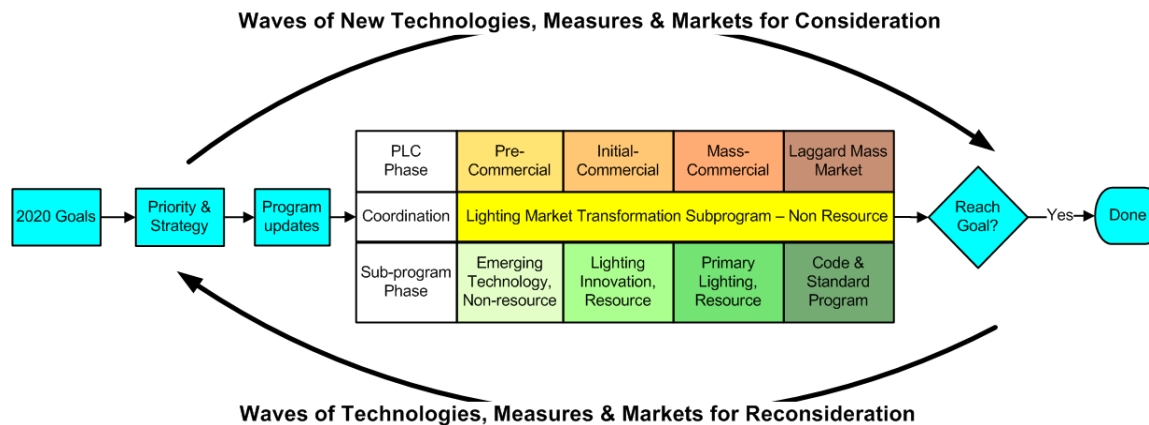 Waves of New Technologies, Measures & Markets for Consideration
PLC
Phase
Pre-
Commercial
Initial-
Commercial
Mass-
Commercial
Laggard Mass
Market
2020 Goals
Priority &
Strategy
Program
updates
Coordination
Lighting Market Transformation Subprogram – Non Resource
Reach
Goal?
Yes
Done
Sub-program
Phase
Emerging
Technology,
Non-resource
Lighting
Innovation,
Resource
Primary
Lighting,
Resource
Code &
Standard
Program
Waves of Technologies, Measures & Markets for Reconsideration